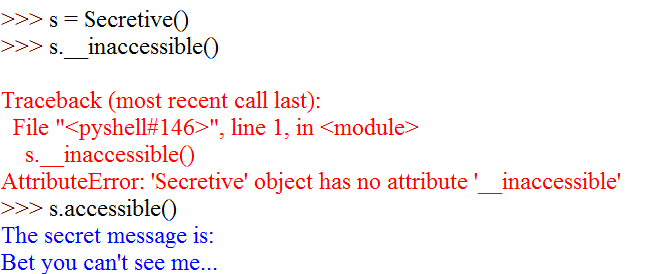 >>> s = Secretive()
>>> s.__inaccessible()
Traceback (most recent call last):
  File "<pyshell#146>", line 1, in <module>
    s.__inaccessible()
AttributeError: 'Secretive' object has no attribute '__inaccessible'
>>> s.accessible()
The secret message is:
Bet you can't see me...